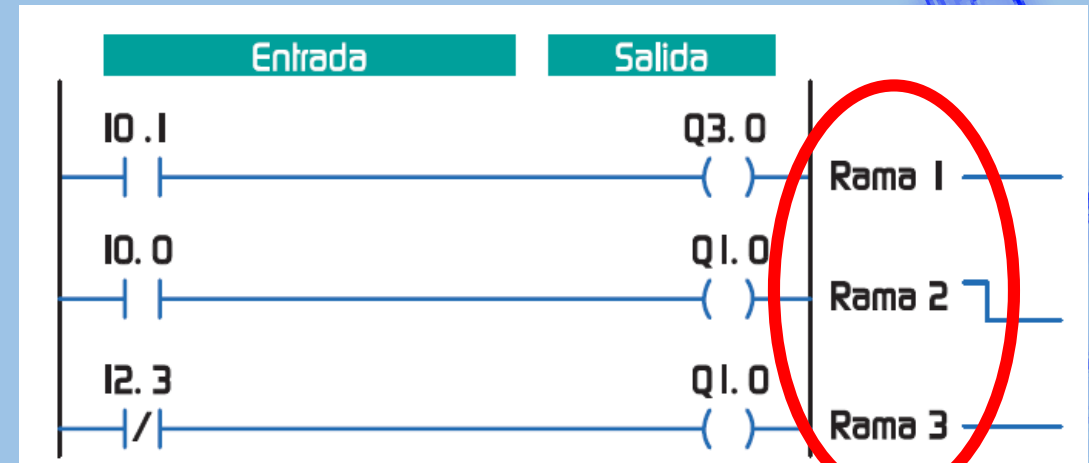 Entrada Salida
I0.1 Q3.0
Rama 1
I0.0 Q1.0
Rama 2
I2.3 Q1.0
Rama 3